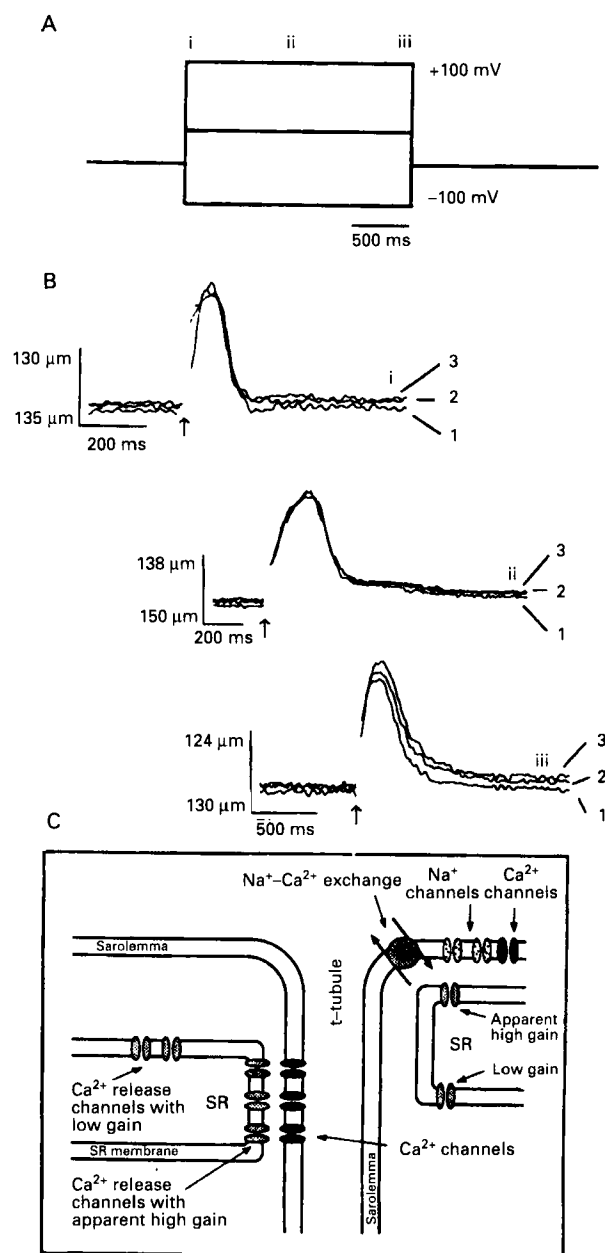 A
i ii iii
+100 mV
−100 mV
500 ms
B
130 µm
135 µm
200 ms
i
3
2
1
138 µm
150 µm
200 ms
ii
3
2
1
124 µm
130 µm
500 ms
iii
3
2
1
C
Na⁺–Ca²⁺ exchange
Na⁺
channels
Ca²⁺
channels
Sarolemma
t–tubule
Apparent
high gain
SR
Low gain
Ca²⁺ release
channels with
low gain
SR
SR membrane
Ca²⁺ channels
Ca²⁺ release
channels with
apparent high gain
Sarolemma